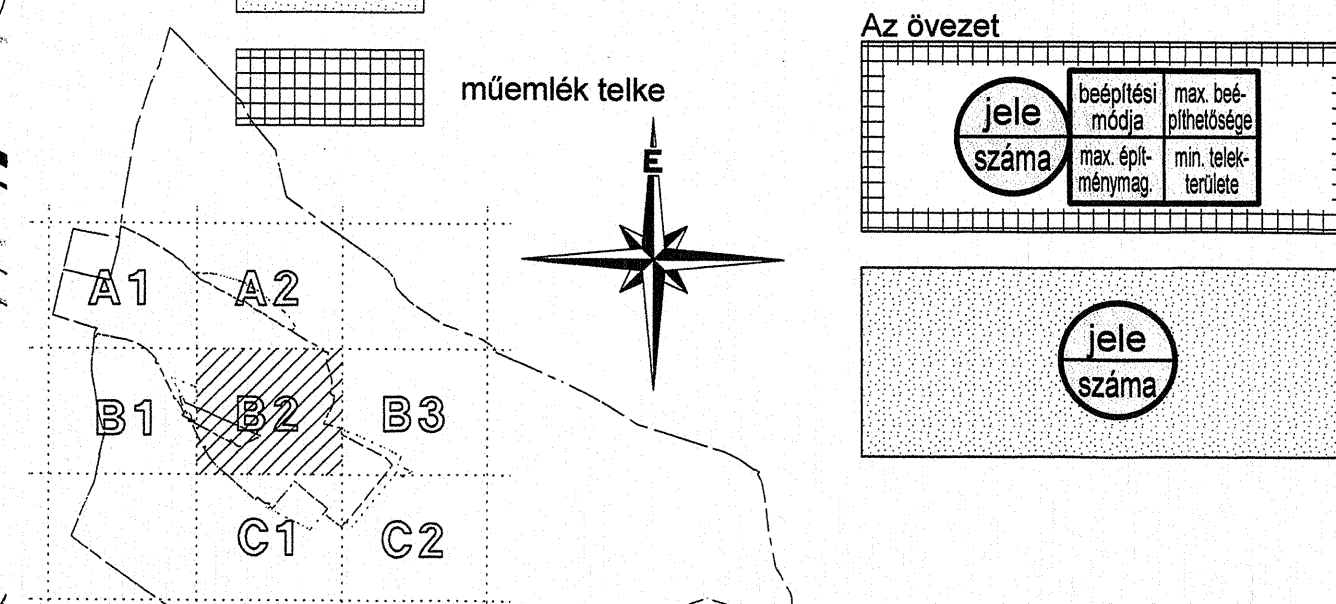 műemlék telke
E
A1
A2
B1
B2
B3
C1
C2
Az övezet
jele
száma
beépítési
módja
max. beé-
píthetősége
max. épít-
ménymag.
min. telek-
területe
jele
száma